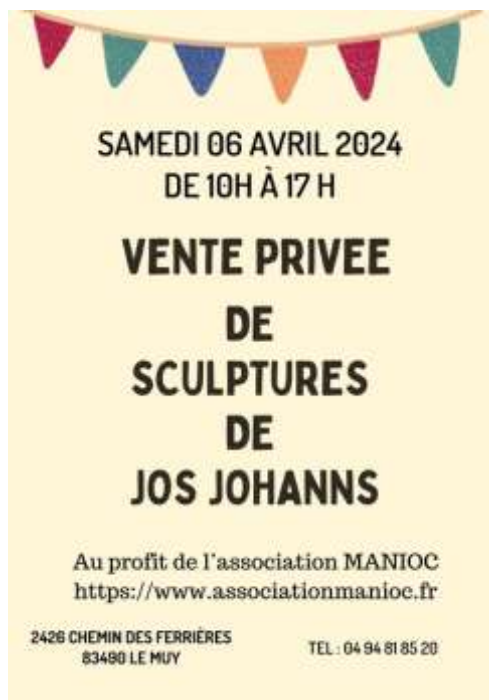 SAMEDI 06 AVRIL 2024
DE 10H À 17 H
VENTE PRIVEE
DE
SCULPTURES
DE
JOS JOHANNS
Au profit de l'association MANIOC
https://www.associationmanioc.fr
2426 CHEMIN DES FERRIÈRES
83490 LE MUY
TEL : 04 94 81 85 20